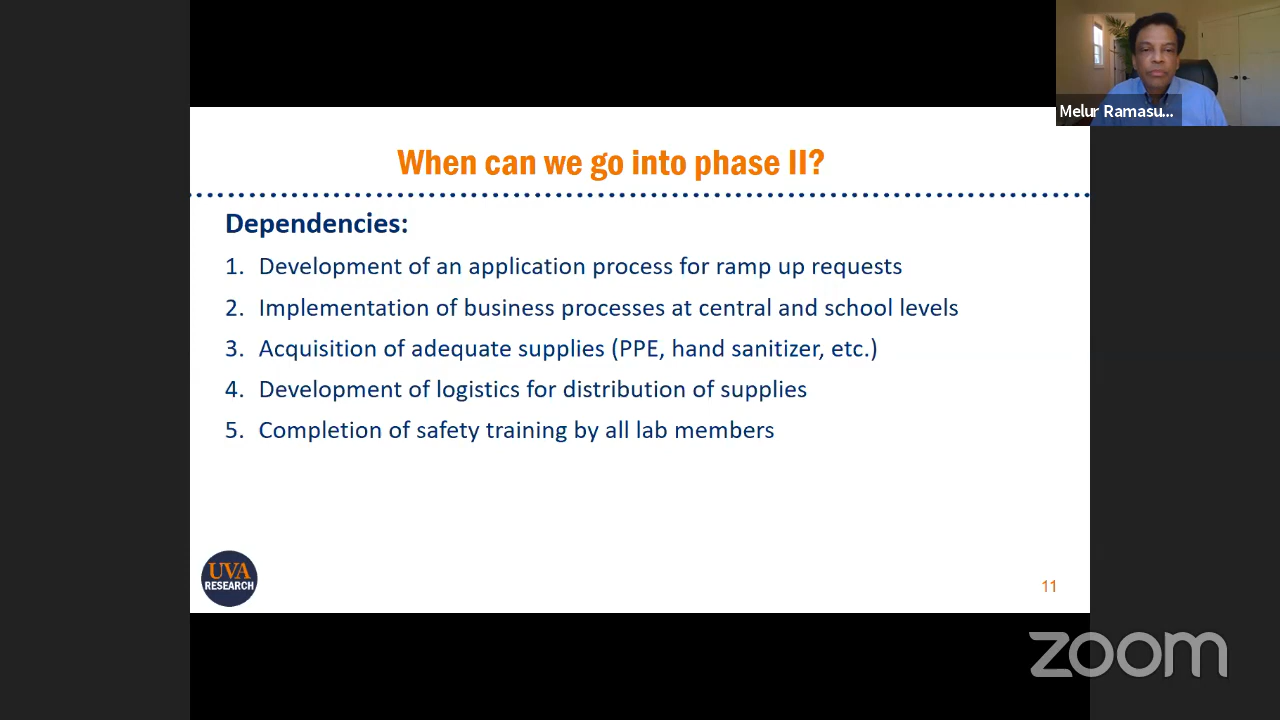 Melur Ramasu...
When can we go into phase II?
Dependencies:
1. Development of an application process for ramp up requests
2. Implementation of business processes at central and school levels
3. Acquisition of adequate supplies (PPE, hand sanitizer, etc.)
4. Development of logistics for distribution of supplies
5. Completion of safety training by all lab members
UVA
RESEARCH
11
zoom